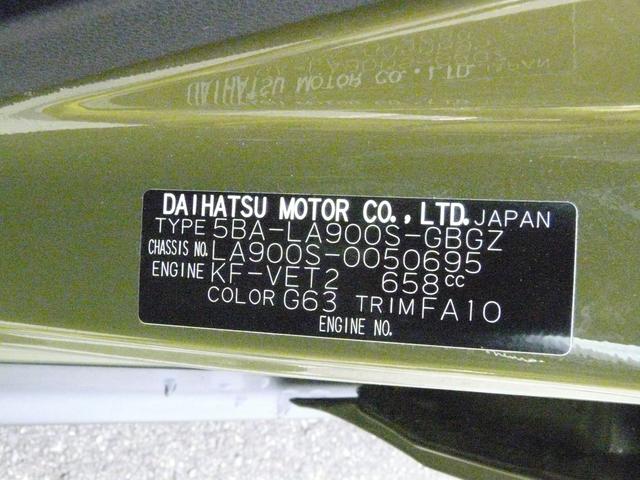 DAIHATSU MOTOR CO., LTD. JAPAN
TYPE 5BA-LA900S-GBGZ
CHASSIS NO. LA900S-0050695
ENGINE KF-VET2 658CC
COLOR G63 TRIM FA10
ENGINE NO.